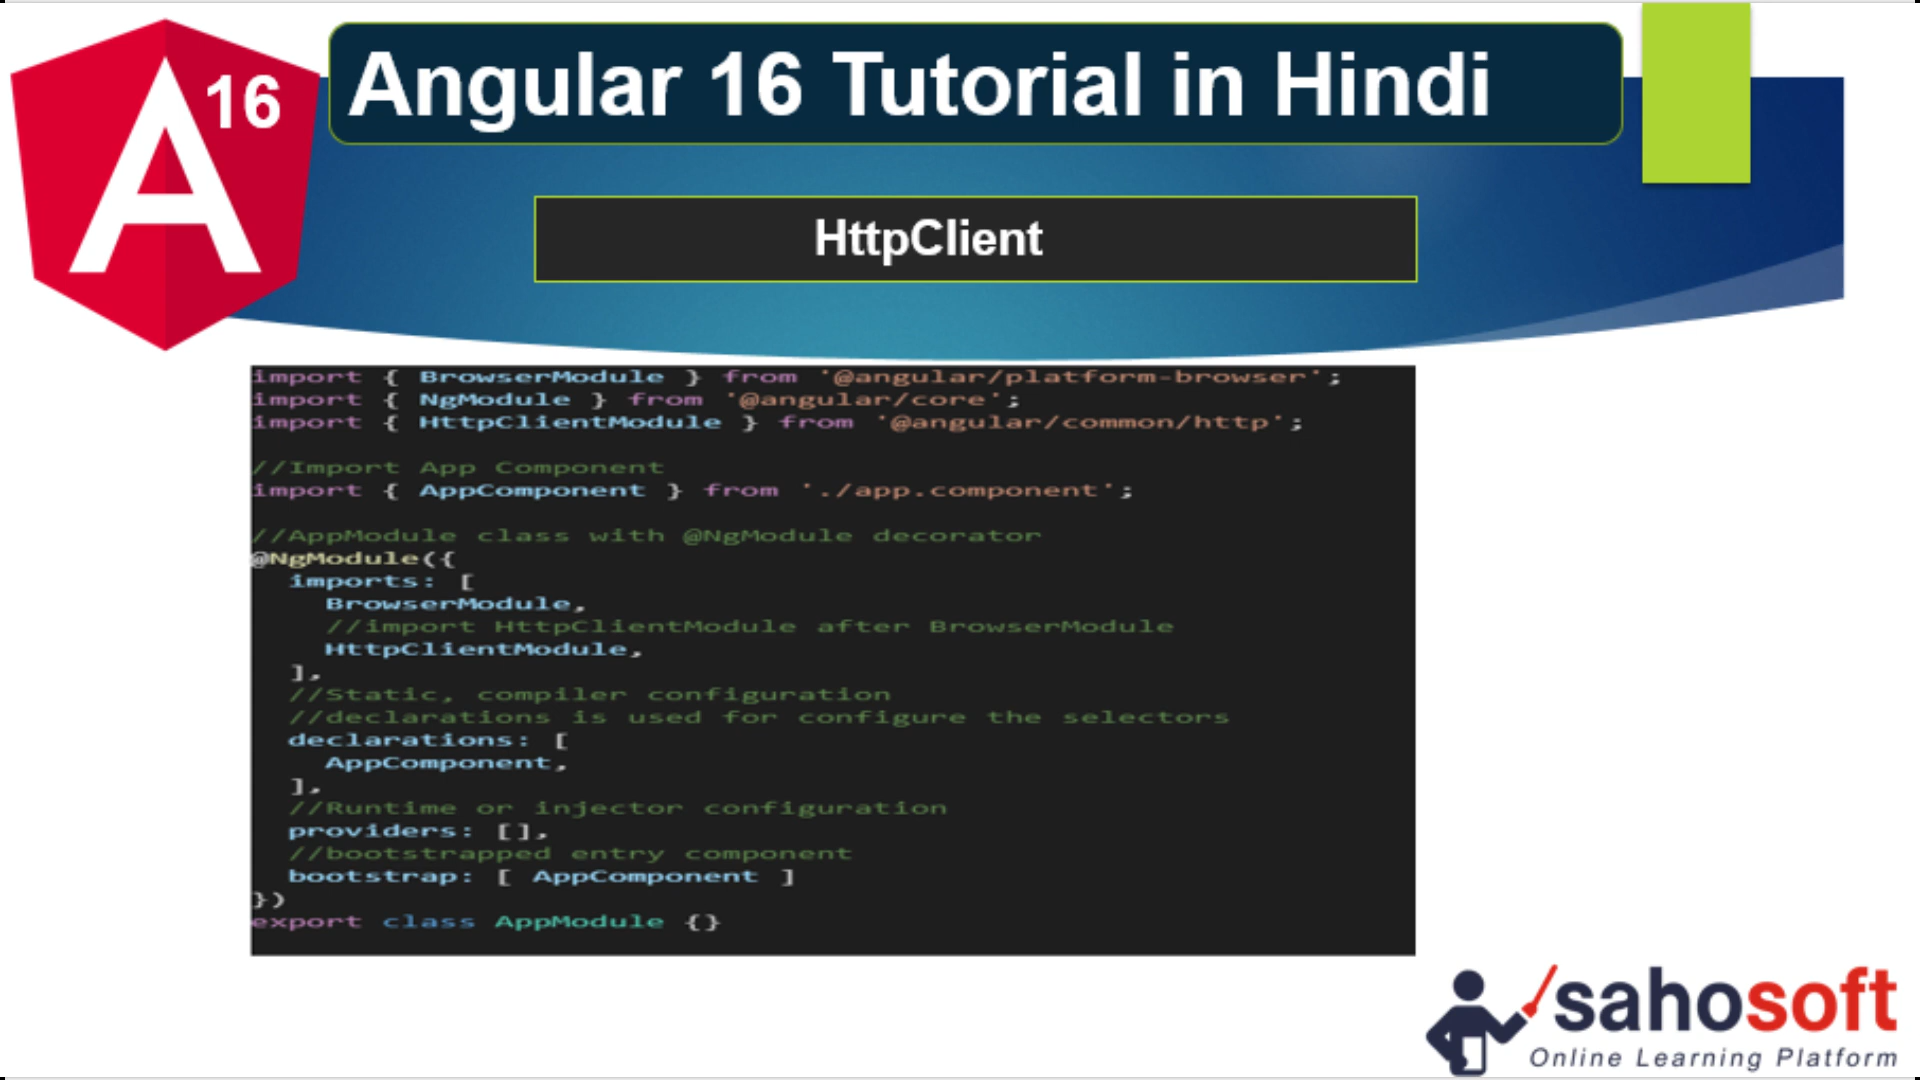 16
Angular 16 Tutorial in Hindi
HttpClient
import { BrowserModule } from '@angular/platform-browser';
import { NgModule } from '@angular/core';
import { HttpClientModule } from '@angular/common/http';
//Import App Component
import { AppComponent } from './app.component';
//AppModule class with @NgModule decorator
@NgModule({
imports: [
BrowserModule,
//import HttpClientModule after BrowserModule
HttpClientModule,
],
//Static, compiler configuration
//declarations is used for configure the selectors
declarations: [
AppComponent,
],
//Runtime or injector configuration
providers: [],
//bootstrapped entry component
bootstrap: [ AppComponent ]
})
export class AppModule {}
sahosoft
Online Learning Platform